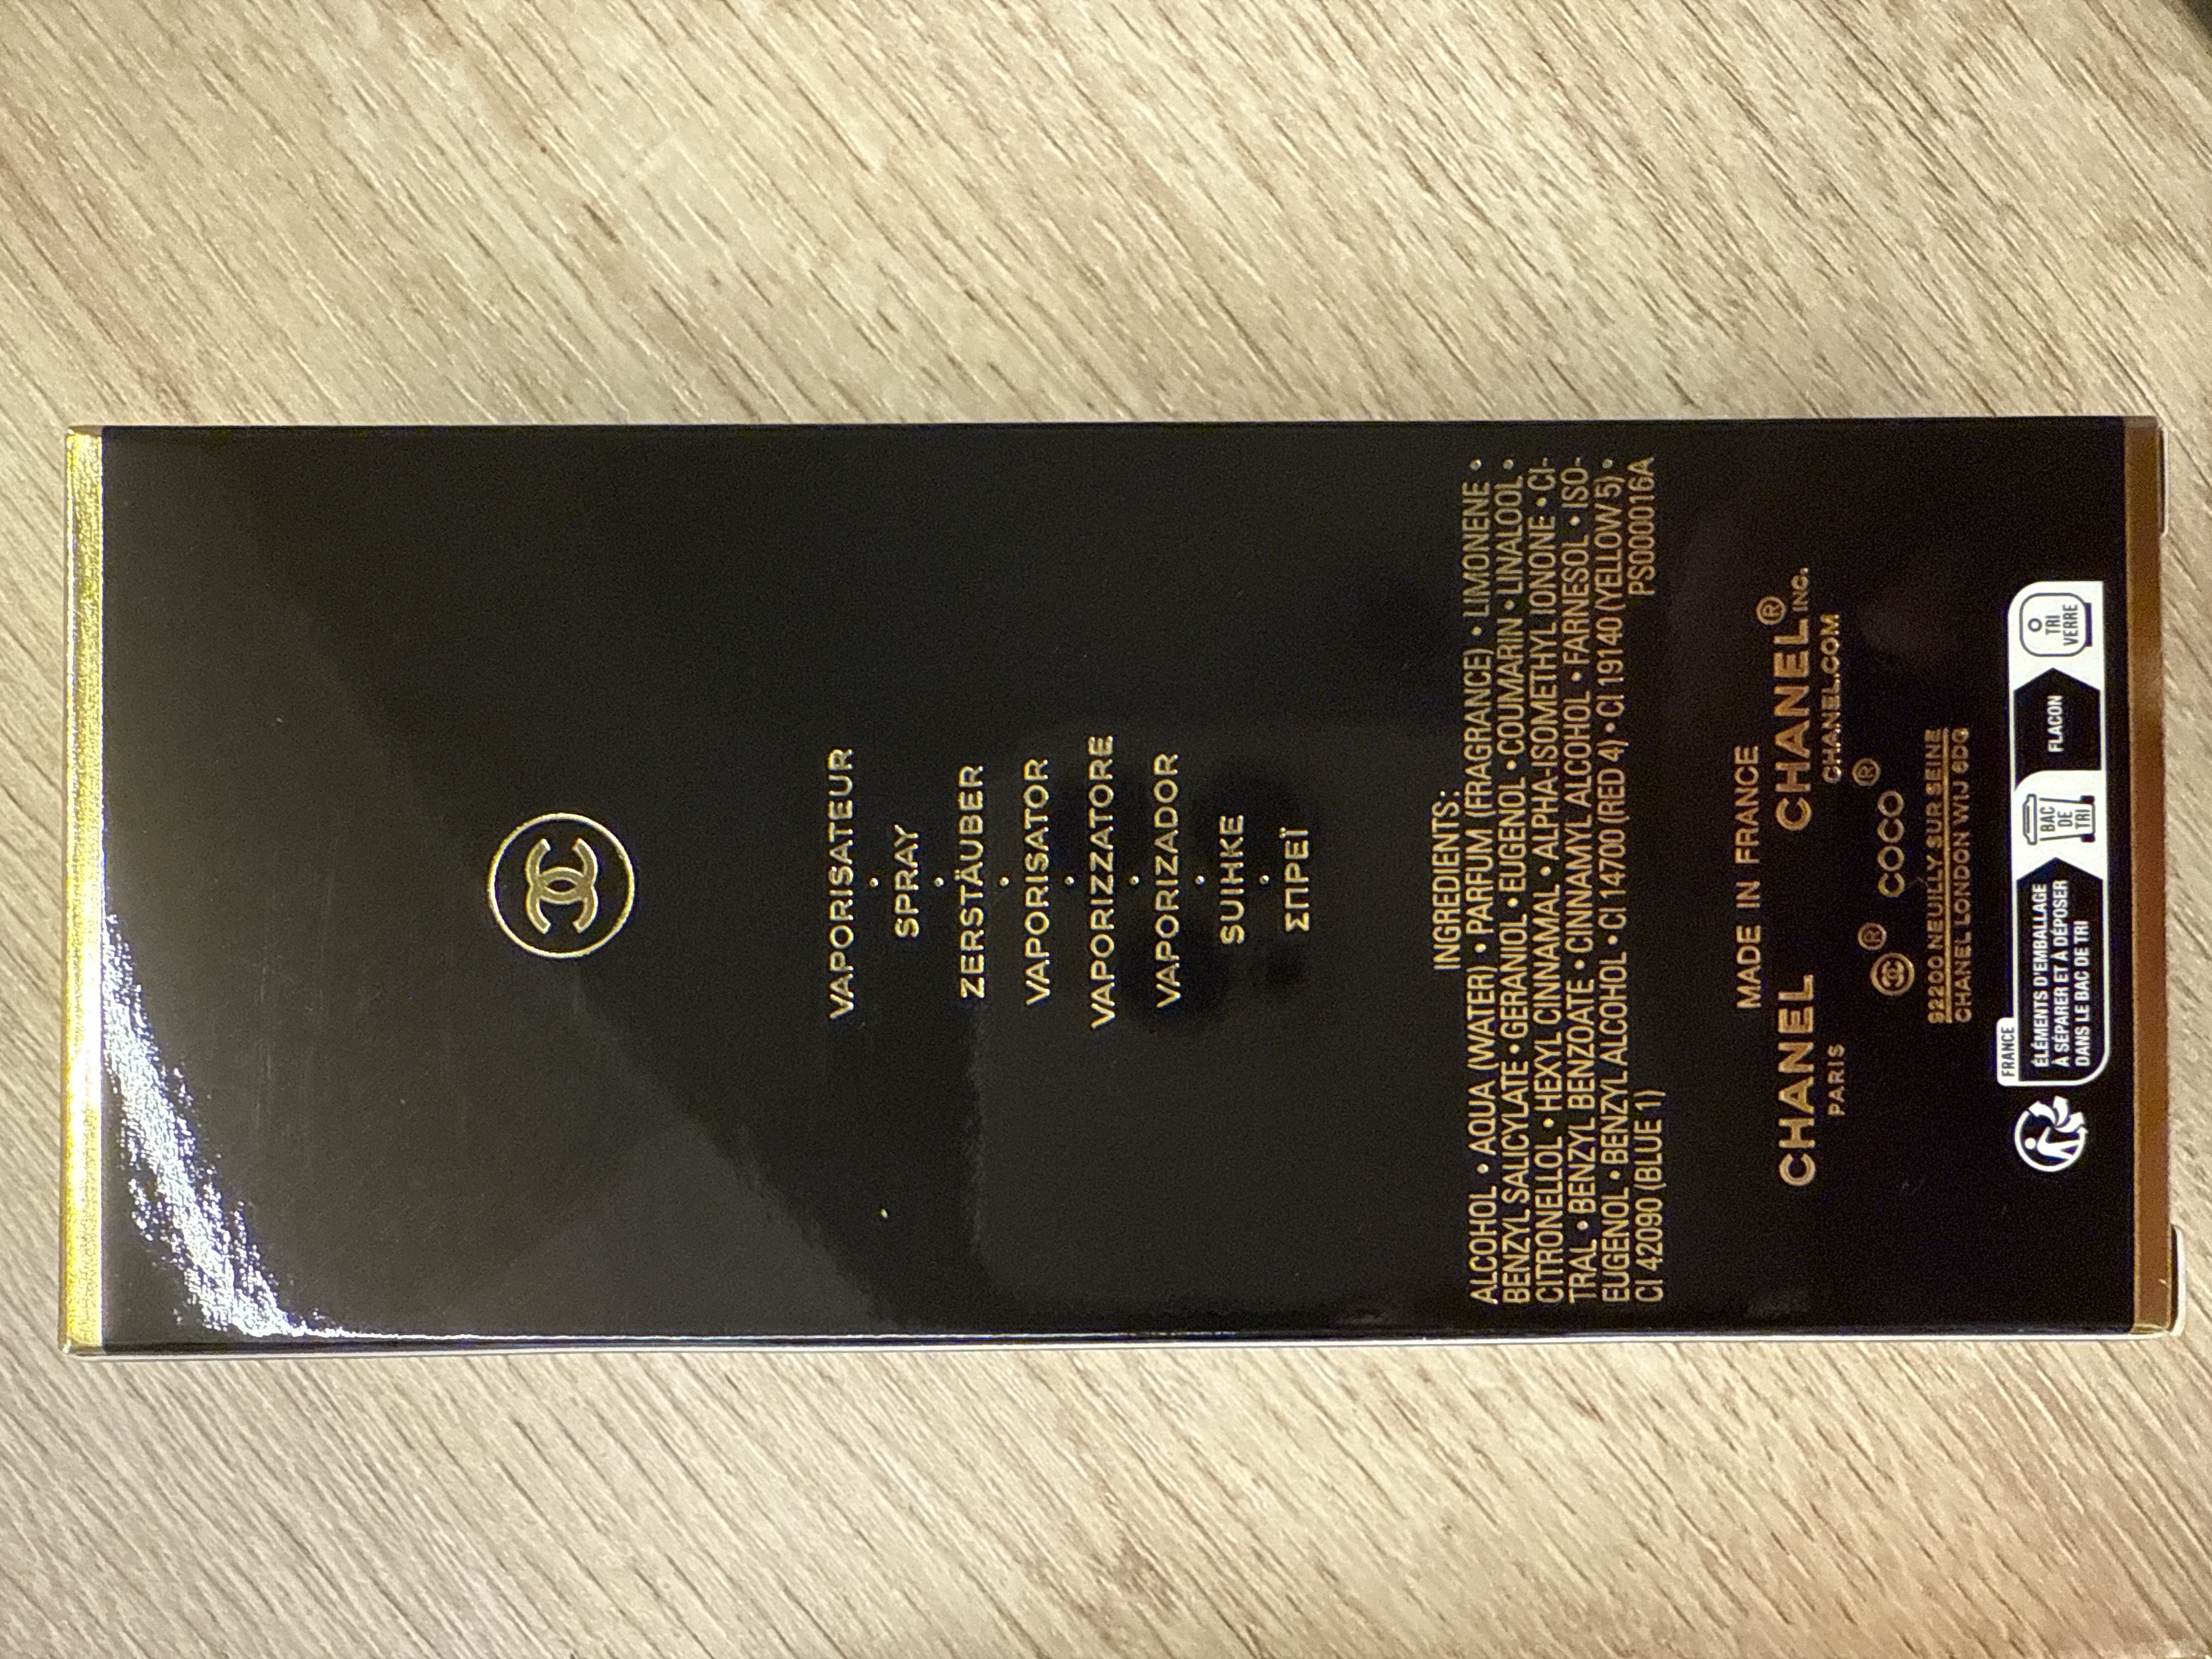 VAPORISATEUR
SPRAY
ZERSTÄUBER
VAPORISATOR
VAPORIZZATORE
VAPORIZADOR
SUIHKE
ΣΠΡΕΪ
INGREDIENTS:
ALCOHOL • AQUA (WATER) • PARFUM (FRAGRANCE) • LIMONENE •
BENZYL SALICYLATE • GERANIOL • EUGENOL • COUMARIN • LINALOOL •
CITRONELLOL • HEXYL CINNAMAL • ALPHA-ISOMETHYL IONONE • CI-
TRAL • BENZYL BENZOATE • CINNAMYL ALCOHOL • FARNESOL • ISO-
EUGENOL • BENZYL ALCOHOL • CI 14700 (RED 4) • CI 19140 (YELLOW 5) •
CI 42090 (BLUE 1) PS000016A
MADE IN FRANCE
CHANEL CHANEL® INC.
PARIS CHANEL.COM
® COCO ®
92200 NEUILLY SUR SEINE
CHANEL LONDON W1J 6DG
FRANCE
ÉLÉMENTS D'EMBALLAGE
À SÉPARER ET À DÉPOSER
DANS LE BAC DE TRI
BAC
DE
TRI
FLACON
TRI
VERRE